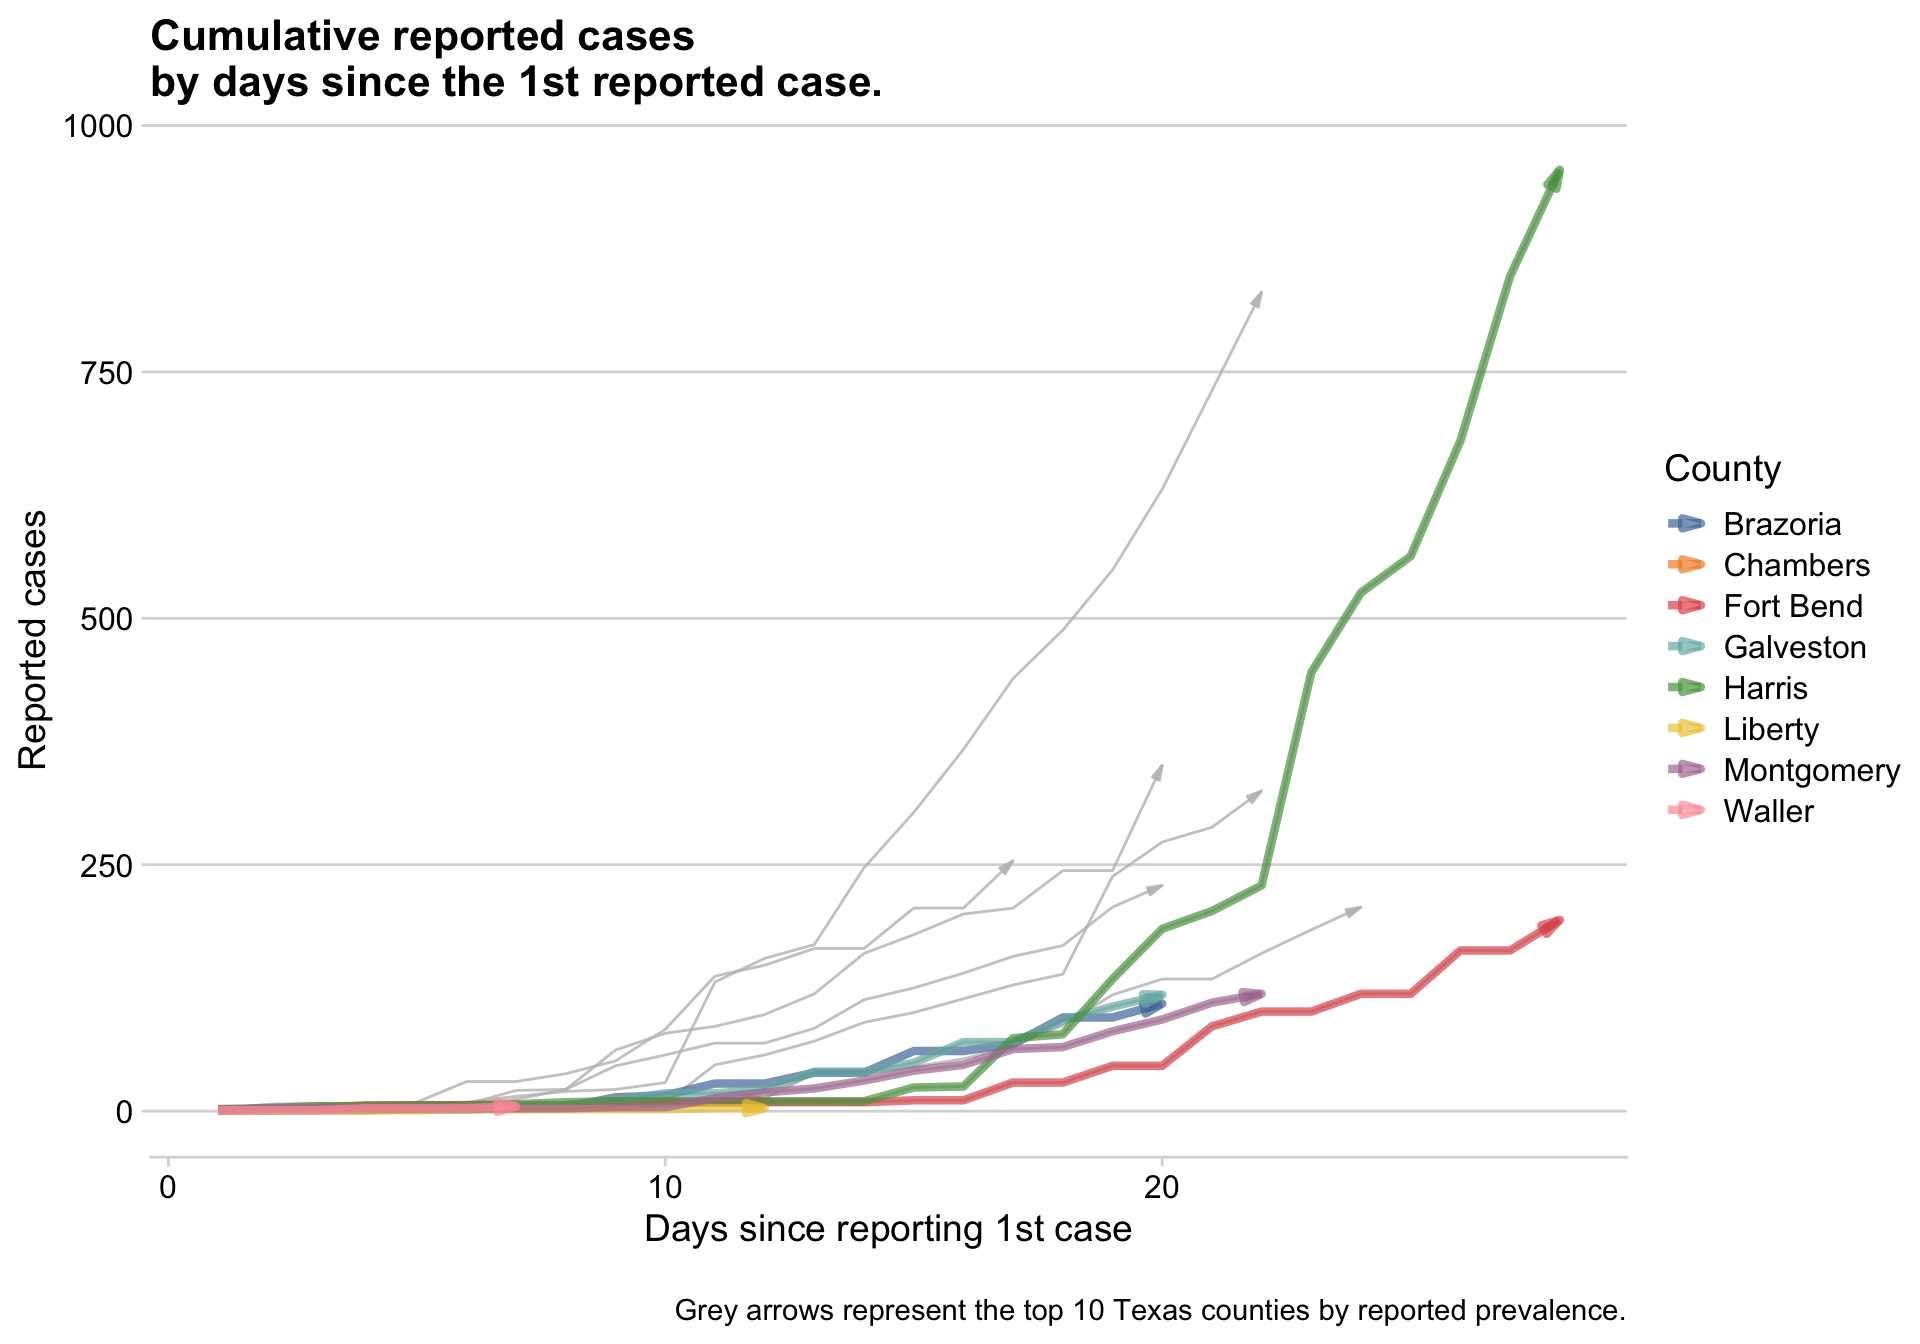 Cumulative reported cases
by days since the 1st reported case.
1000
750
500
250
0
Reported cases
0
10
20
Days since reporting 1st case
County
Brazoria
Chambers
Fort Bend
Galveston
Harris
Liberty
Montgomery
Waller
Grey arrows represent the top 10 Texas counties by reported prevalence.